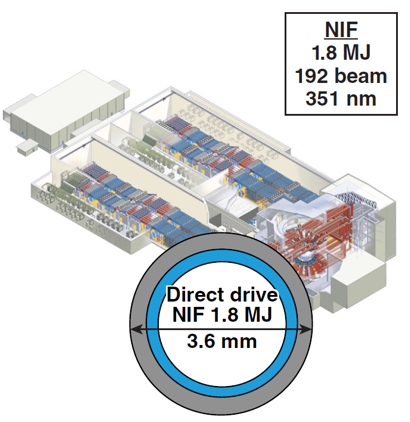 NIF
1.8 MJ
192 beam
351 nm
Direct drive
NIF 1.8 MJ
3.6 mm